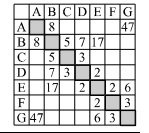 A B C D E F G
A 8 47
B 8 5 7 17
C 5 3
D 7 3 2
E 17 2 2 6
F 2 3
G 47 6 3